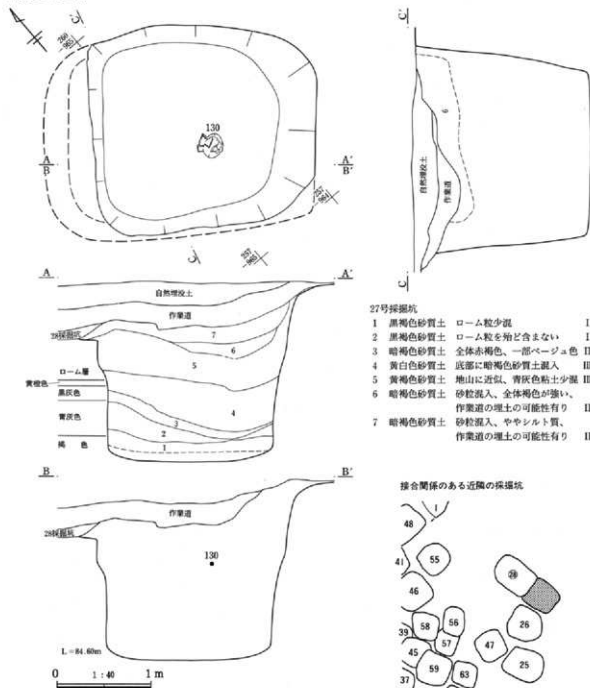 C'
266
-965
130
A
B
A'
B'
257
-964
257
-965
C
C'
6
自然埋没土
作業道
C
A
A'
自然埋没土
作業道
28採掘坑
7
6
5
ローム層
黄橙色
黒灰色
青灰色
褐 色
4
3
2
1
27号採掘坑
1 黒褐色砂質土 ローム粒少混 I
2 黒褐色砂質土 ローム粒を殆ど含まない I
3 暗褐色砂質土 全体赤褐色、一部ベージュ色 II
4 黄白色砂質土 底部に暗褐色砂質土混入 III
5 黄褐色砂質土 地山に近似、青灰色粘土少混 III
6 暗褐色砂質土 砂粒混入、全体褐色が強い、
作業道の埋土の可能性有り II
7 暗褐色砂質土 砂粒混入、ややシルト質、
作業道の埋土の可能性有り II
B
B'
作業道
28採掘坑
130
L=84.60m
0 1:40 1m
接合関係のある近隣の採掘坑
1
48
41
55
28
46
58
56
57
26
39
45
47
59
63
25
37